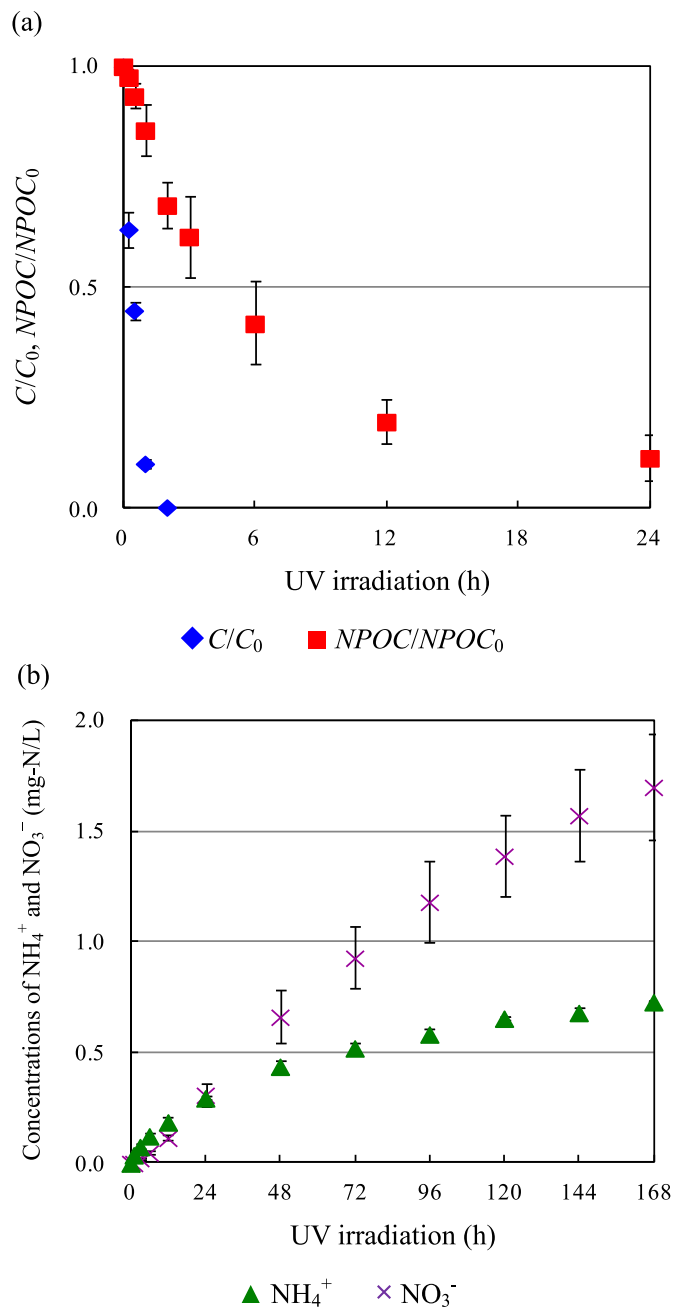 (a)
C/C₀, NPOC/NPOC₀
1.0
0.5
0.0
0 6 12 18 24
UV irradiation (h)
C/C₀ NPOC/NPOC₀
(b)
Concentrations of NH₄⁺ and NO₃⁻ (mg-N/L)
2.0
1.5
1.0
0.5
0.0
0 24 48 72 96 120 144 168
UV irradiation (h)
NH₄⁺ NO₃⁻